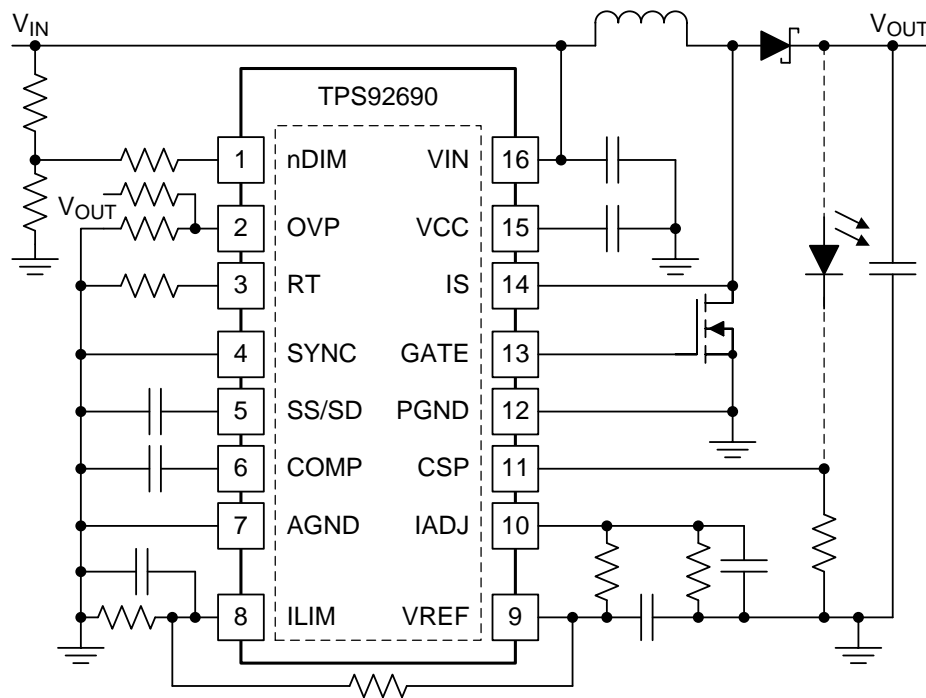 VIN
VOUT
TPS92690
1 nDIM VIN 16
VOUT
2 OVP VCC 15
3 RT IS 14
4 SYNC GATE 13
5 SS/SD PGND 12
6 COMP CSP 11
7 AGND IADJ 10
8 ILIM VREF 9